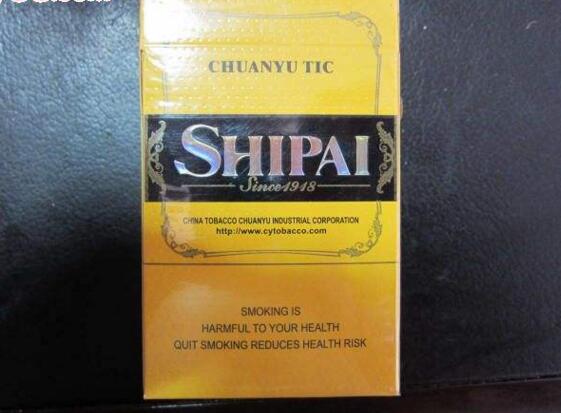 CHUANYU TIC
SHIPAI
Since1918
CHINA TOBACCO CHUANYU INDUSTRIAL CORPORATION
http://www.cytobacco.com
SMOKING IS
HARMFUL TO YOUR HEALTH
QUIT SMOKING REDUCES HEALTH RISK